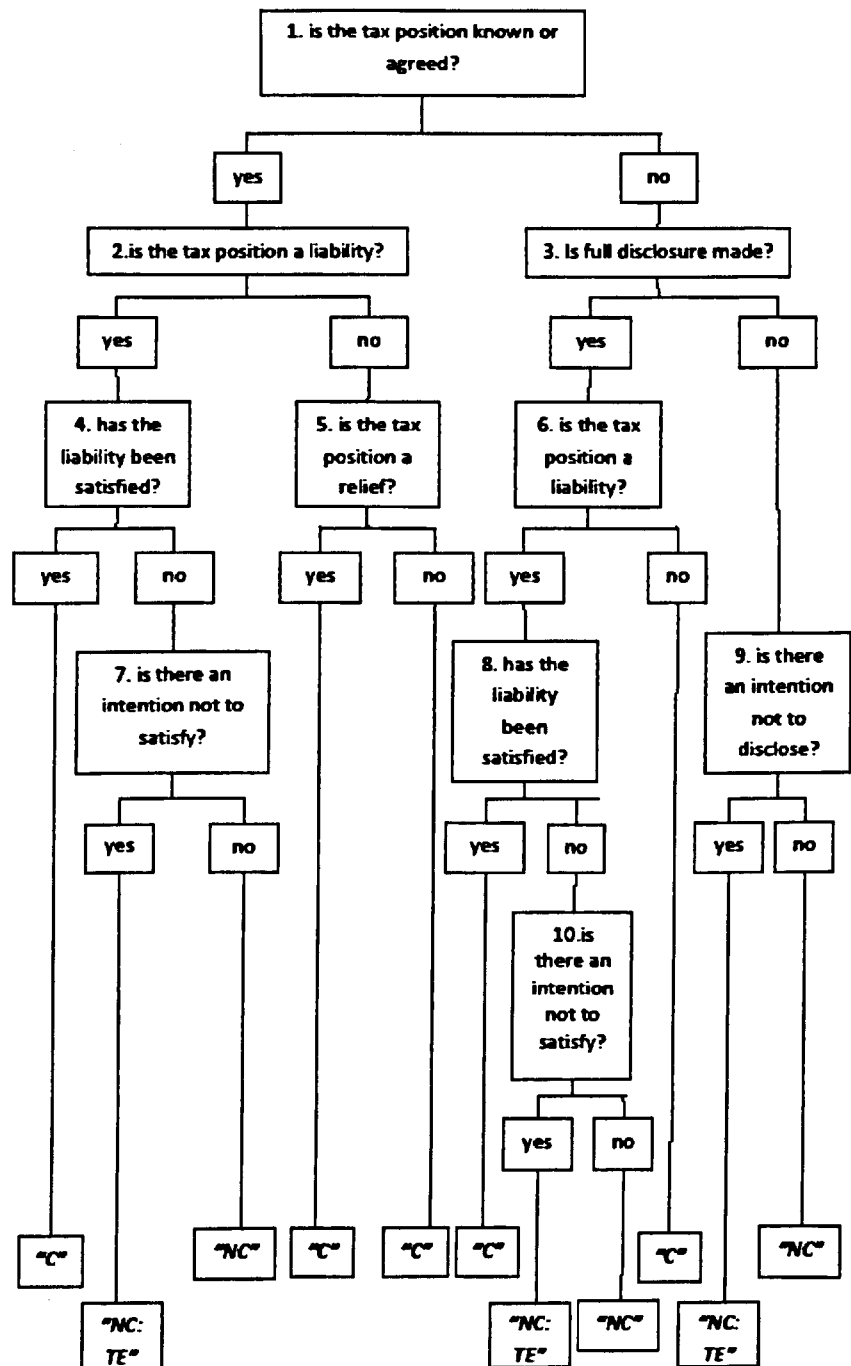 1. is the tax position known or
agreed?
yes
no
2.is the tax position a liability?
3. Is full disclosure made?
yes
no
yes
no
4. has the
liability been
satisfied?
5. is the tax
position a
relief?
6. is the tax
position a
liability?
yes
no
yes
no
yes
no
7. is there an
intention not to
satisfy?
8. has the
liability
been
satisfied?
9. is there
an intention
not to
disclose?
yes
no
yes
no
yes
no
10.is
there an
intention
not to
satisfy?
yes
no
"C"
"NC"
"C"
"C"
"C"
"C"
"NC"
"NC:
TE"
"NC:
TE"
"NC"
"NC:
TE"